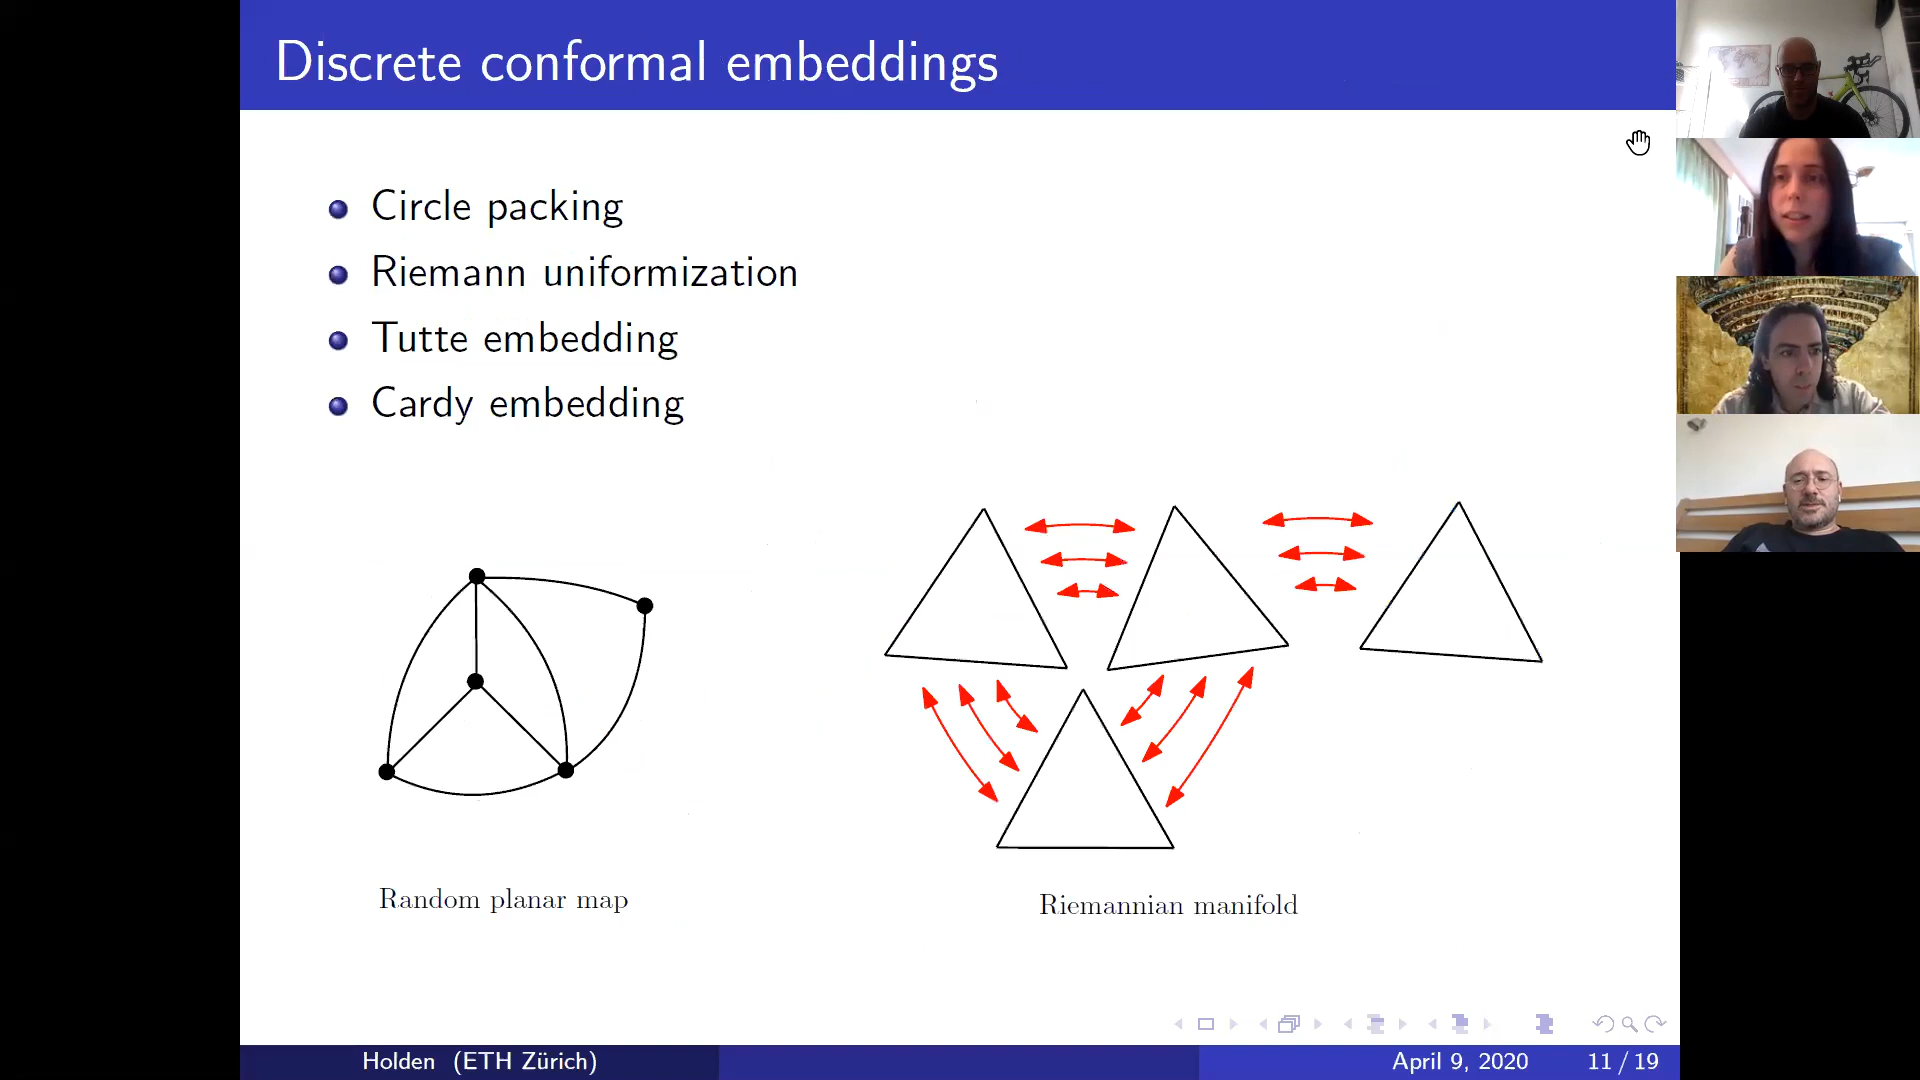 Discrete conformal embeddings
Circle packing
Riemann uniformization
Tutte embedding
Cardy embedding
Random planar map
Riemannian manifold
Holden (ETH Zürich)
April 9, 2020
11 / 19